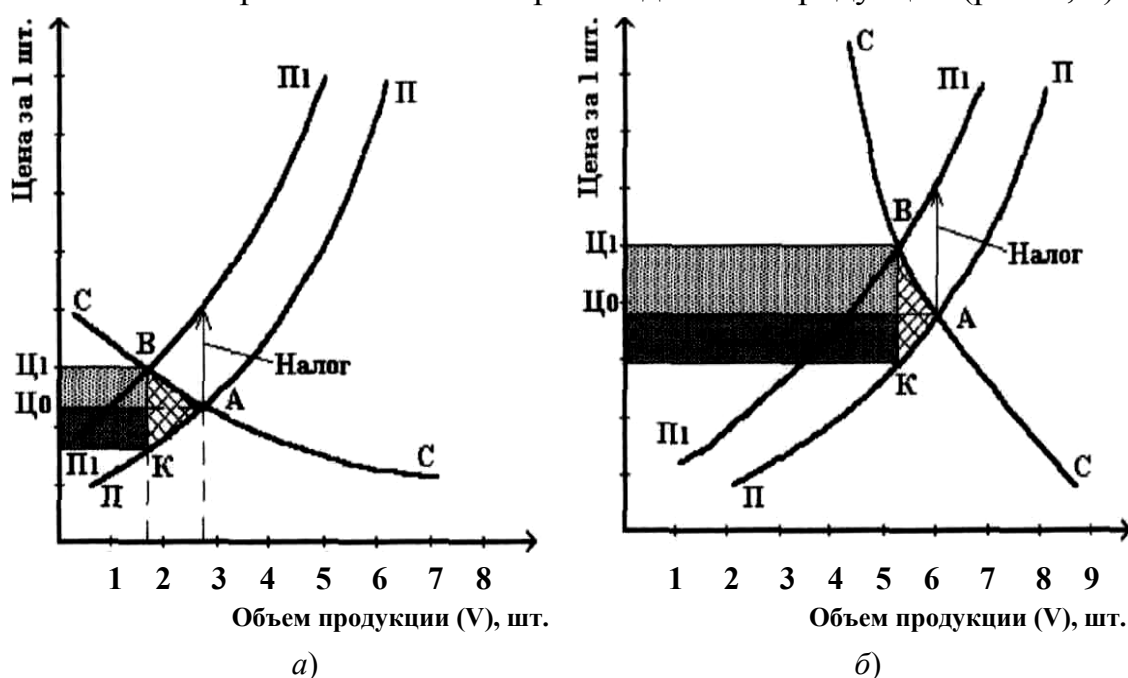 Цена за 1 шт.
П1
П
С
В
Ц1
Налог
Ц0
А
П1
К
П
С
1 2 3 4 5 6 7 8
Объем продукции (V), шт.
а)
Цена за 1 шт.
С
П1
П
В
Ц1
Налог
Ц0
А
К
П1
П
С
1 2 3 4 5 6 7 8 9
Объем продукции (V), шт.
б)